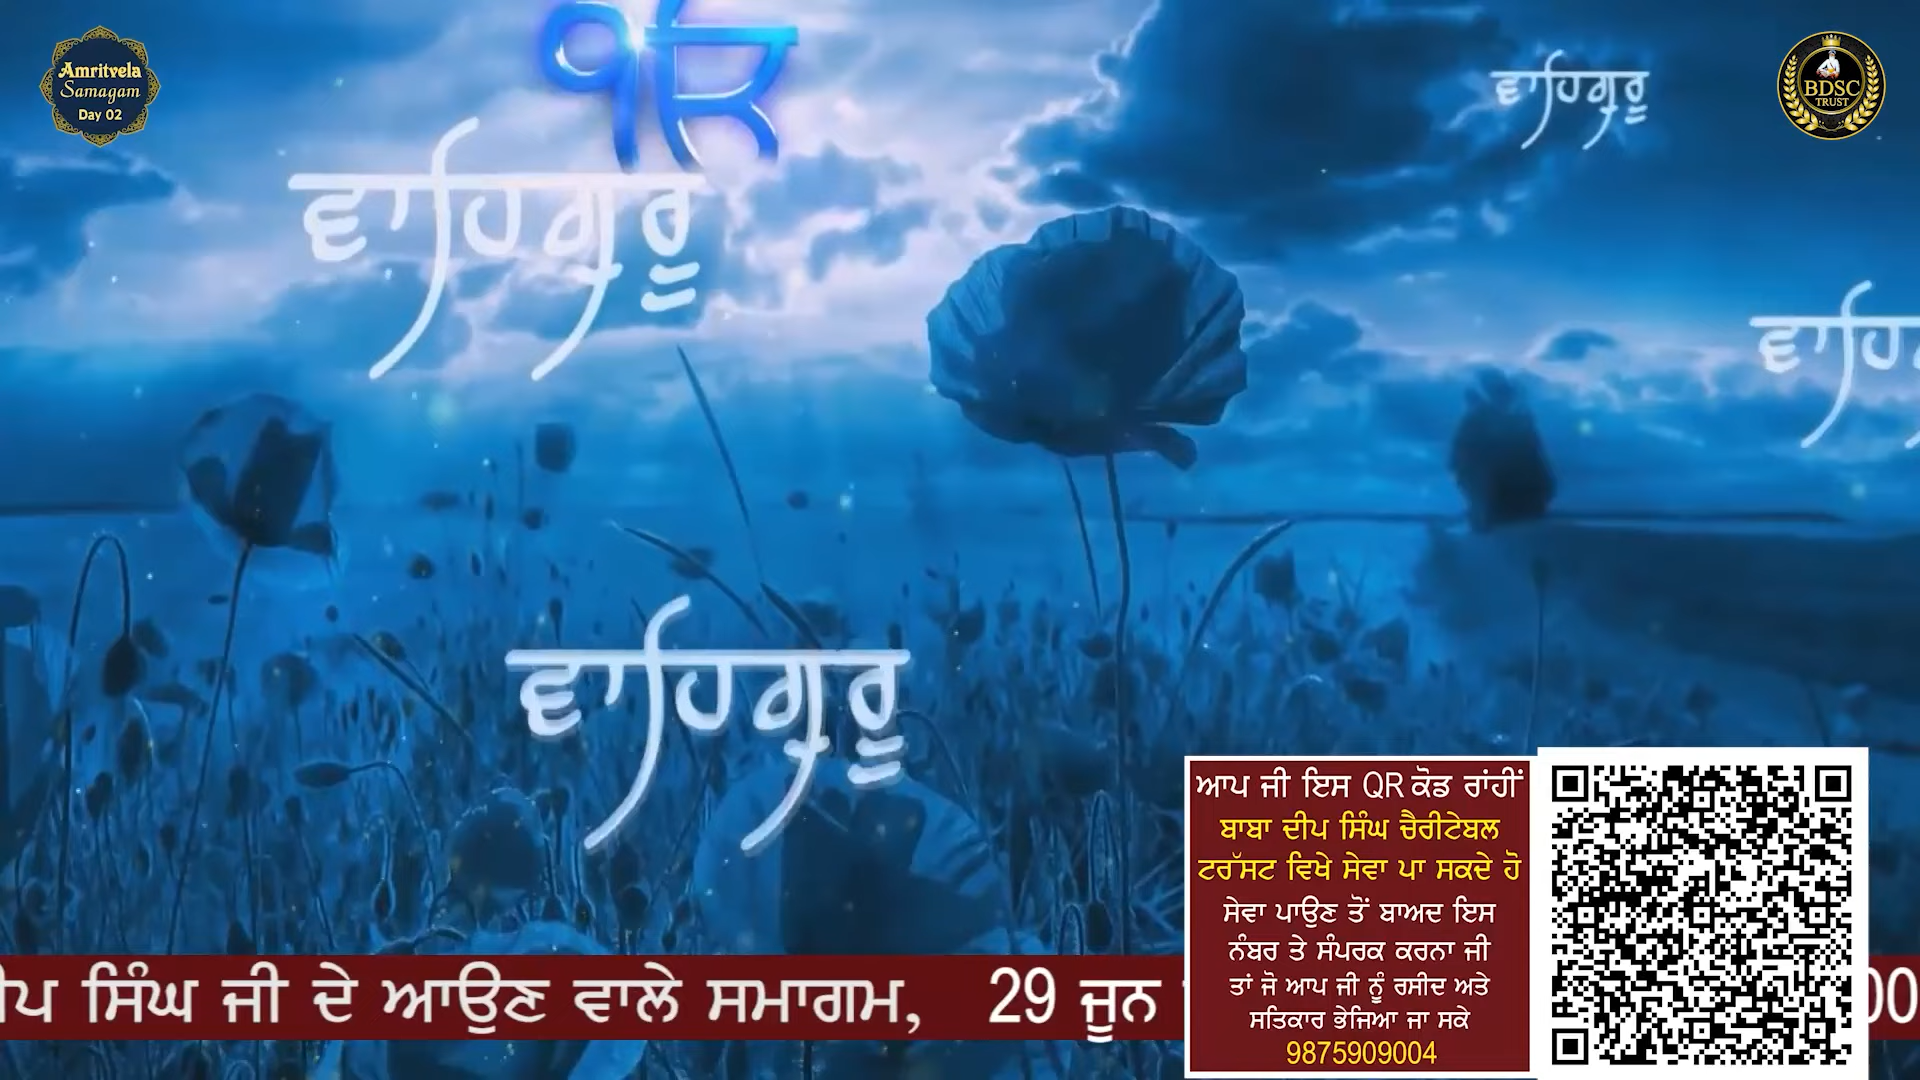 Amritvela
Samagam
Day 02
ੴ
ਵਾਹਿਗੁਰੂ
BDSC
TRUST
ਵਾਹਿਗੁਰੂ
ਵਾਹਿਗੁਰੂ
ਸਿੰਘ ਜੀ ਦੇ ਆਉਣ ਵਾਲੇ ਸਮਾਗਮ, 29 ਜੂਨ
ਆਪ ਜੀ ਇਸ QR ਕੋਡ ਰਾਂਹੀਂ
ਬਾਬਾ ਦੀਪ ਸਿੰਘ ਚੈਰੀਟੇਬਲ
ਟਰੱਸਟ ਵਿਖੇ ਸੇਵਾ ਪਾ ਸਕਦੇ ਹੋ
ਸੇਵਾ ਪਾਉਣ ਤੋਂ ਬਾਅਦ ਇਸ
ਨੰਬਰ ਤੇ ਸੰਪਰਕ ਕਰਨਾ ਜੀ
ਤਾਂ ਜੋ ਆਪ ਜੀ ਨੂੰ ਰਸੀਦ ਅਤੇ
ਸਤਿਕਾਰ ਭੇਜਿਆ ਜਾ ਸਕੇ
9875909004